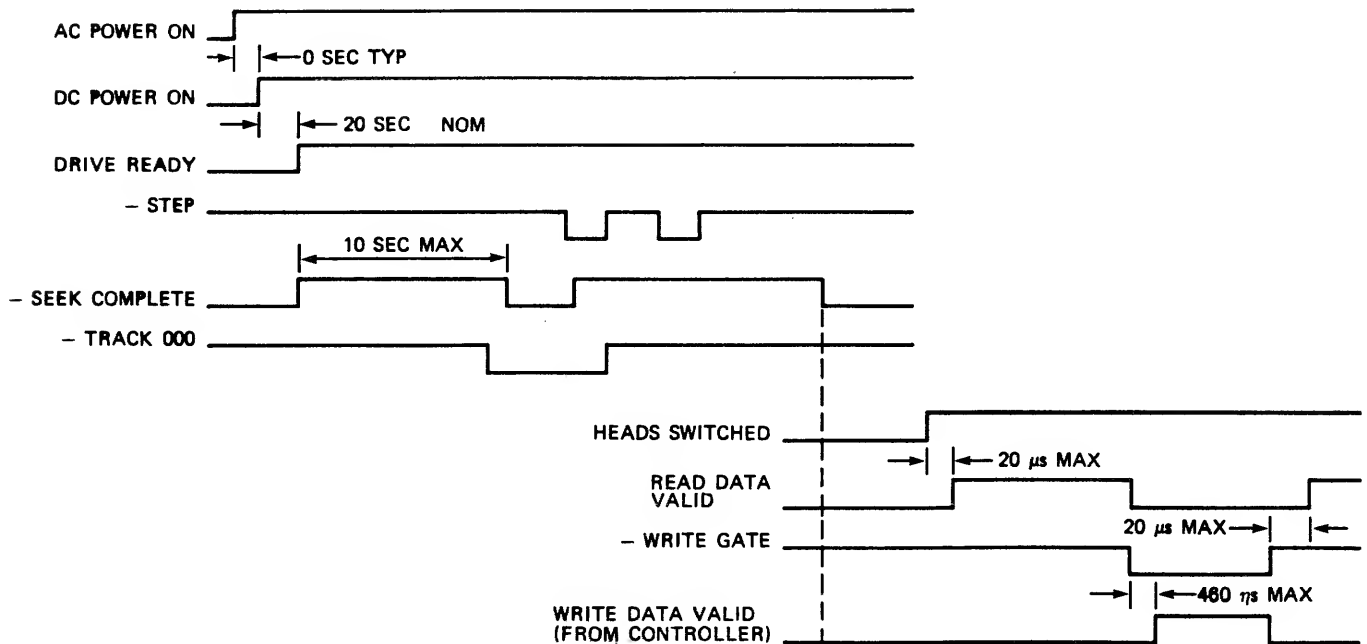 AC POWER ON
0 SEC TYP
DC POWER ON
20 SEC NOM
DRIVE READY
– STEP
10 SEC MAX
– SEEK COMPLETE
– TRACK 000
HEADS SWITCHED
20 μs MAX
READ DATA
VALID
20 μs MAX
– WRITE GATE
460 ηs MAX
WRITE DATA VALID
(FROM CONTROLLER)